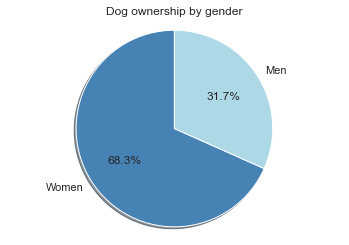 Dog ownership by gender
Men
31.7%
68.3%
Women